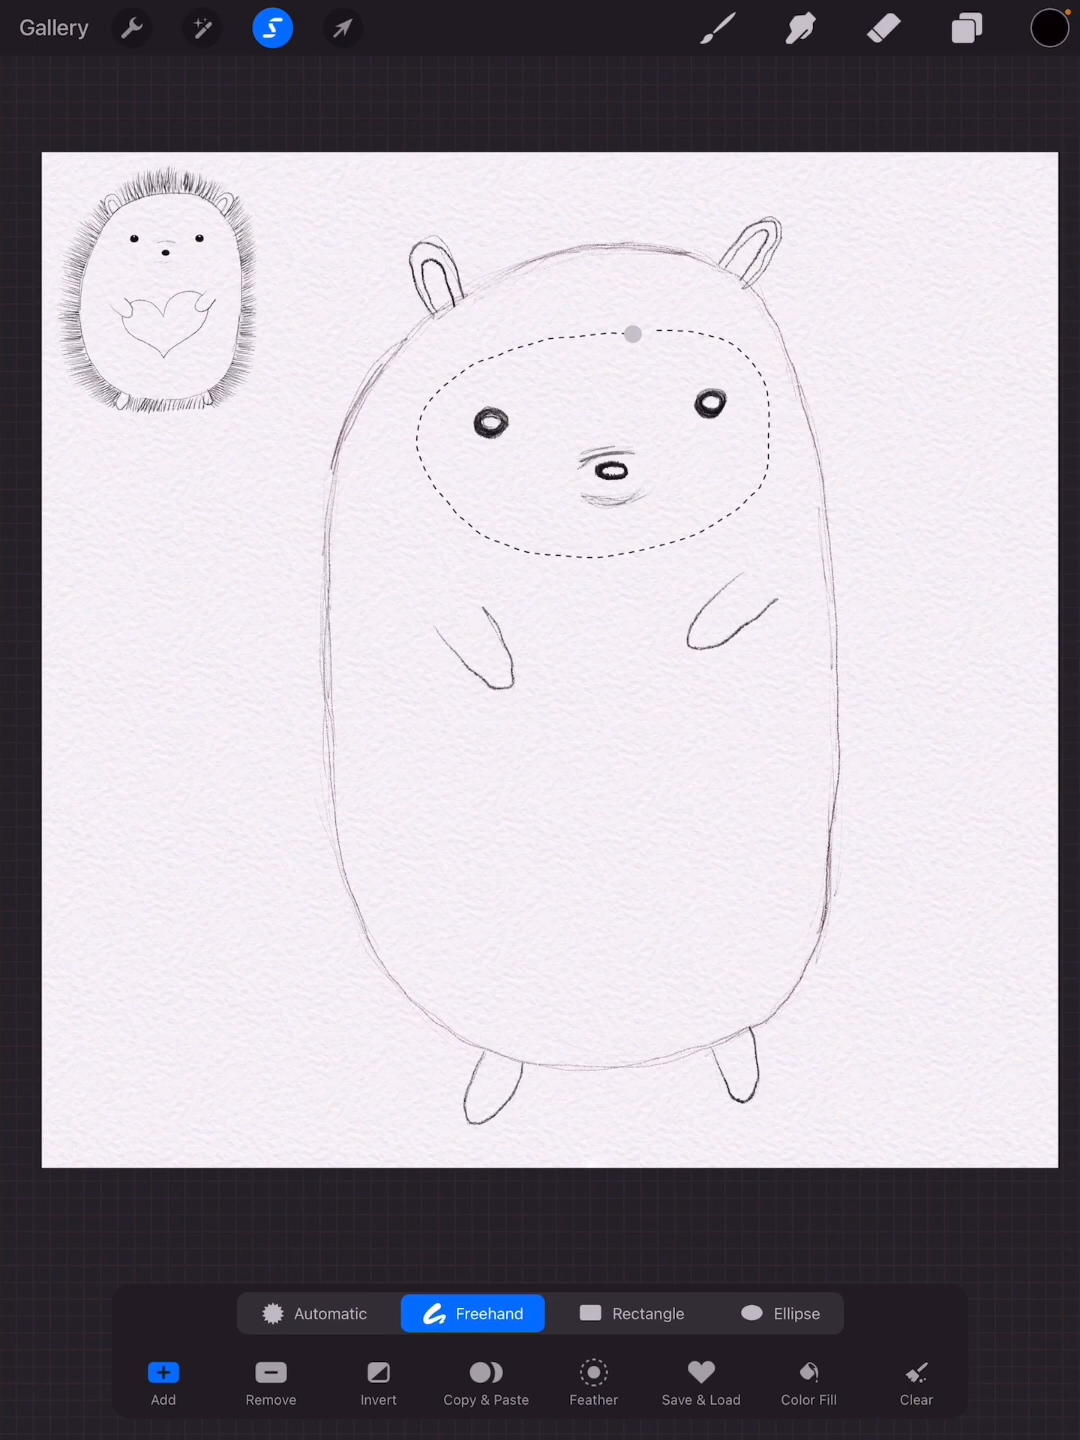 Gallery
Automatic Freehand Rectangle Ellipse
Add Remove Invert Copy & Paste Feather Save & Load Color Fill Clear